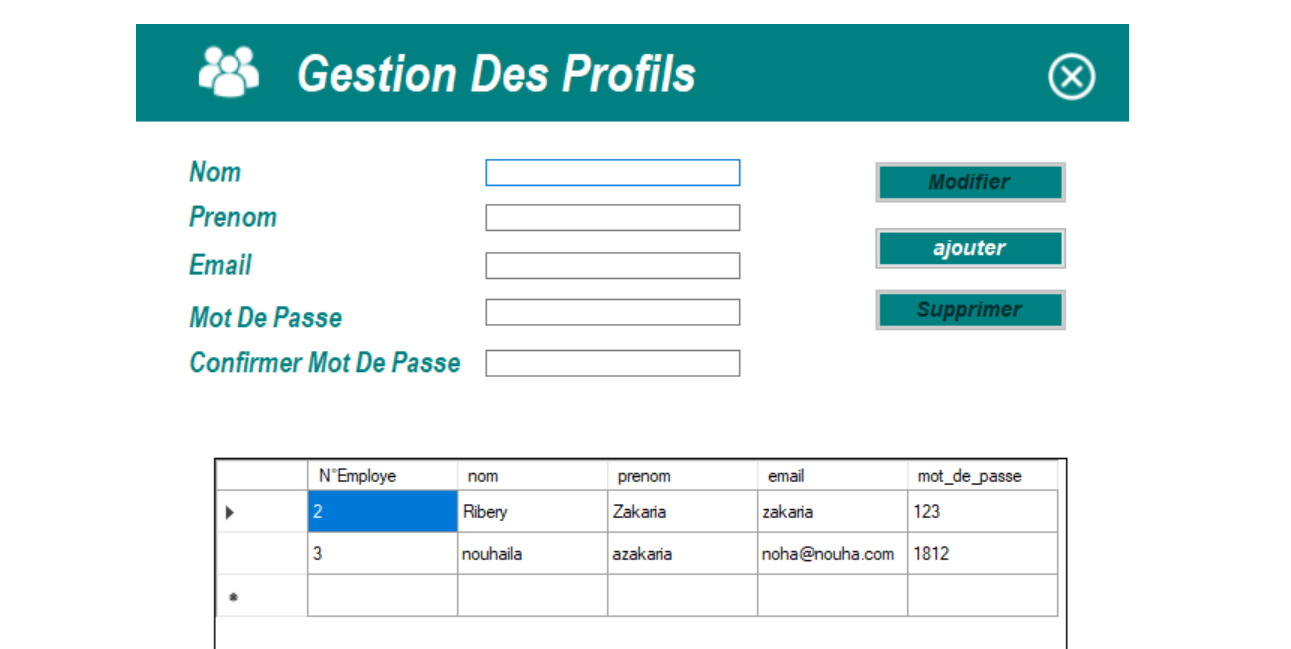 Gestion Des Profils
Nom
Modifier
Prenom
ajouter
Email
Mot De Passe
Supprimer
Confirmer Mot De Passe
N°Employe nom prenom email mot_de_passe
2 Ribery Zakaria zakaria 123
3 nouhaila azakaria noha@nouha.com 1812